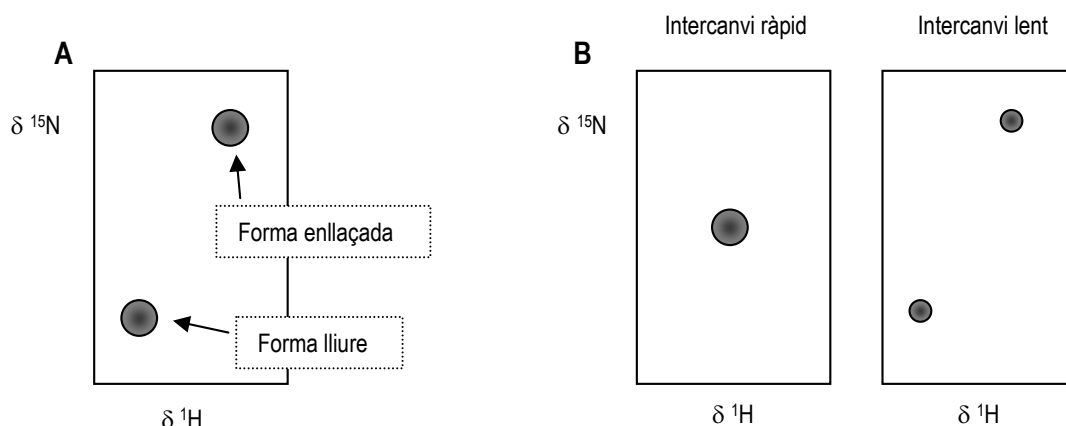 A
δ ¹⁵N
Forma enllaçada
Forma lliure
δ ¹H
B
Intercanvi ràpid
Intercanvi lent
δ ¹⁵N
δ ¹H
δ ¹H